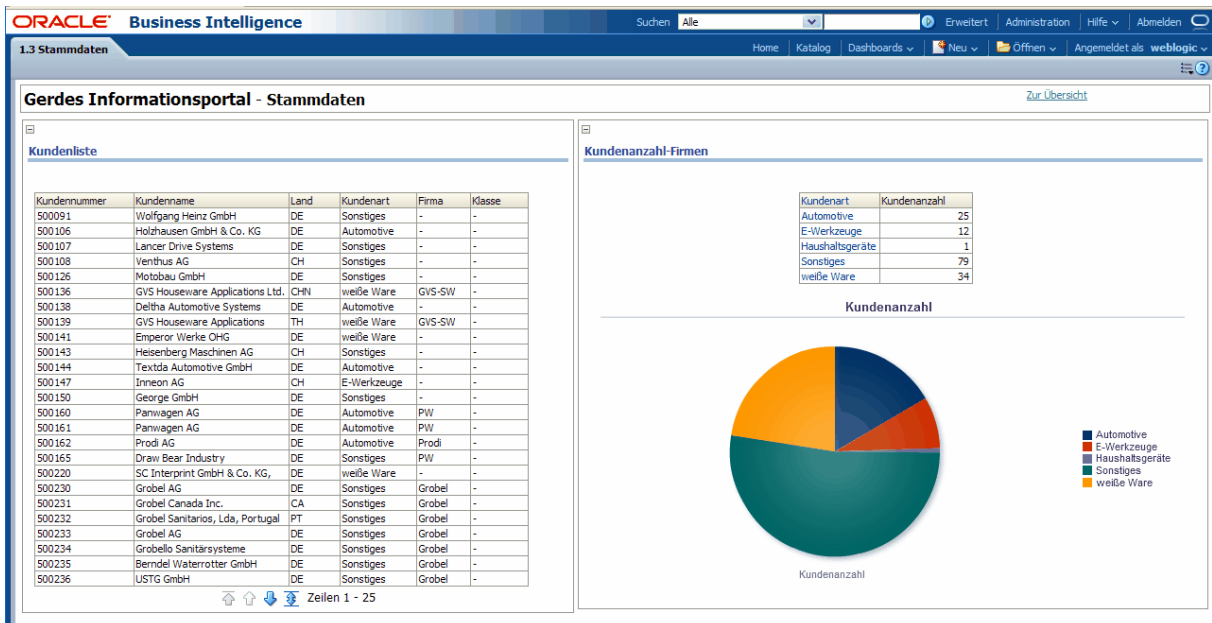 ORACLE Business Intelligence
Suchen Alle Erweitert Administration Hilfe Abmelden
1.3 Stammdaten
Home Katalog Dashboards Neu Öffnen Angemeldet als weblogic
Gerdes Informationsportal - Stammdaten
Zur Übersicht
Kundenliste
Kundennummer Kundenname Land Kundenart Firma Klasse
500091 Wolfgang Heinz GmbH DE Sonstiges - -
500106 Holzhausen GmbH & Co. KG DE Automotive - -
500107 Lancer Drive Systems DE Sonstiges - -
500108 Venthus AG CH Sonstiges - -
500126 Motobau GmbH DE Sonstiges - -
500136 GVS Houseware Applications Ltd. CHN weiße Ware GVS-SW -
500138 Deltha Automotive Systems DE Automotive - -
500139 GVS Houseware Applications TH weiße Ware GVS-SW -
500141 Emperor Werke OHG DE weiße Ware - -
500143 Heisenberg Maschinen AG CH Sonstiges - -
500144 Textda Automotive GmbH DE Automotive - -
500147 Inneon AG CH E-Werkzeuge - -
500150 George GmbH DE Sonstiges - -
500160 Panwagen AG DE Automotive PW -
500161 Panwagen AG DE Automotive PW -
500162 Prodi AG DE Automotive Prodi -
500165 Draw Bear Industry DE Sonstiges PW -
500220 SC Interprint GmbH & Co. KG, DE weiße Ware - -
500230 Grobel AG DE Sonstiges Grobel -
500231 Grobel Canada Inc. CA Sonstiges Grobel -
500232 Grobel Sanitarios, Lda, Portugal PT Sonstiges Grobel -
500233 Grobel AG DE Sonstiges Grobel -
500234 Grobello Sanitärsysteme DE Sonstiges Grobel -
500235 Berndel Waterrotter GmbH DE Sonstiges Grobel -
500236 USTG GmbH DE Sonstiges Grobel -
Zeilen 1 - 25
Kundenanzahl-Firmen
Kundenart Kundenanzahl
Automotive 25
E-Werkzeuge 12
Haushaltsgeräte 1
Sonstiges 79
weiße Ware 34
Kundenanzahl
Automotive
E-Werkzeuge
Haushaltsgeräte
Sonstiges
weiße Ware
Kundenanzahl